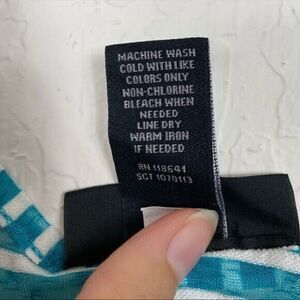 MACHINE WASH
COLD WITH LIKE
COLORS ONLY
NON-CHLORINE
BLEACH WHEN
NEEDED
LINE DRY
WARM IRON
IF NEEDED
RN 118641
SCT 1070113